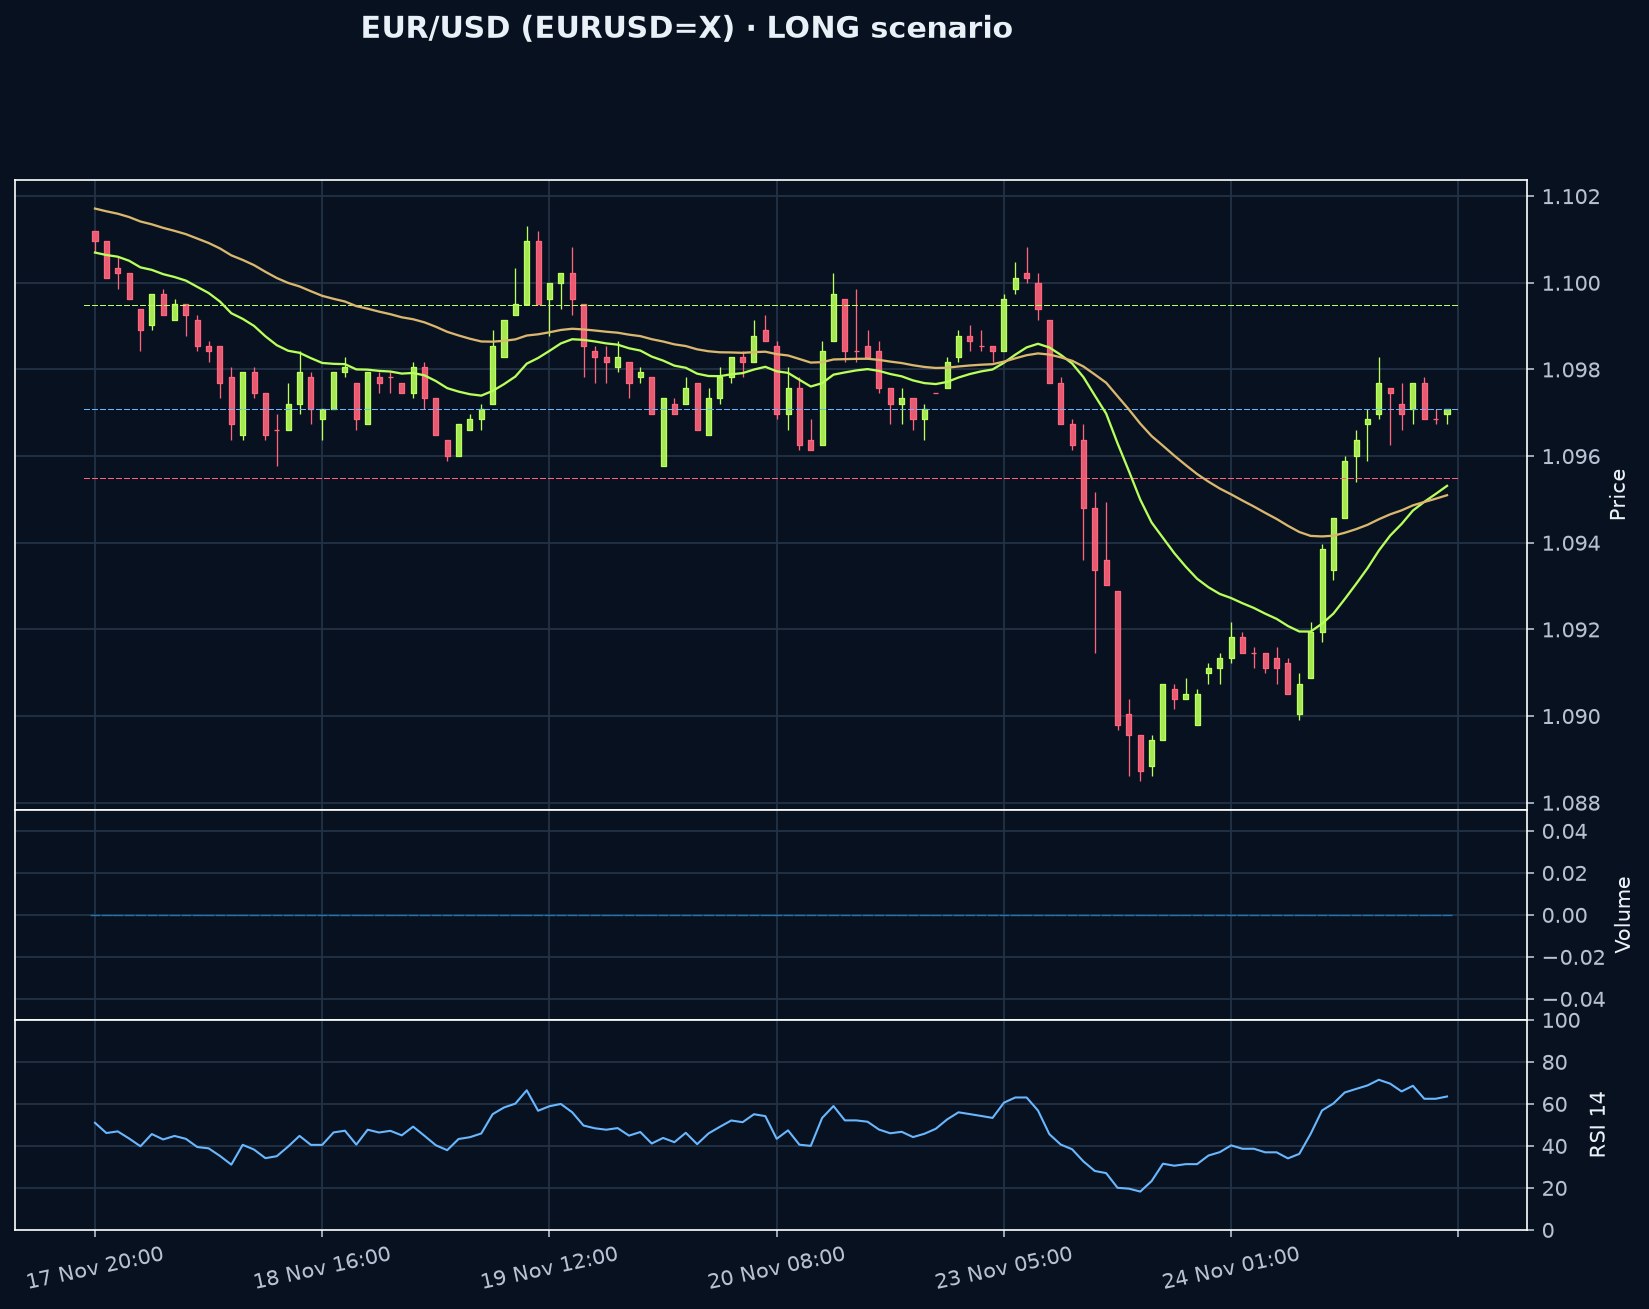 EUR/USD (EURUSD=X) · LONG scenario
1.102
1.100
1.098
1.096
1.094
1.092
1.090
1.088
Price
0.04
0.02
0.00
−0.02
−0.04
Volume
100
80
60
40
20
0
RSI 14
17 Nov 20:00
18 Nov 16:00
19 Nov 12:00
20 Nov 08:00
23 Nov 05:00
24 Nov 01:00